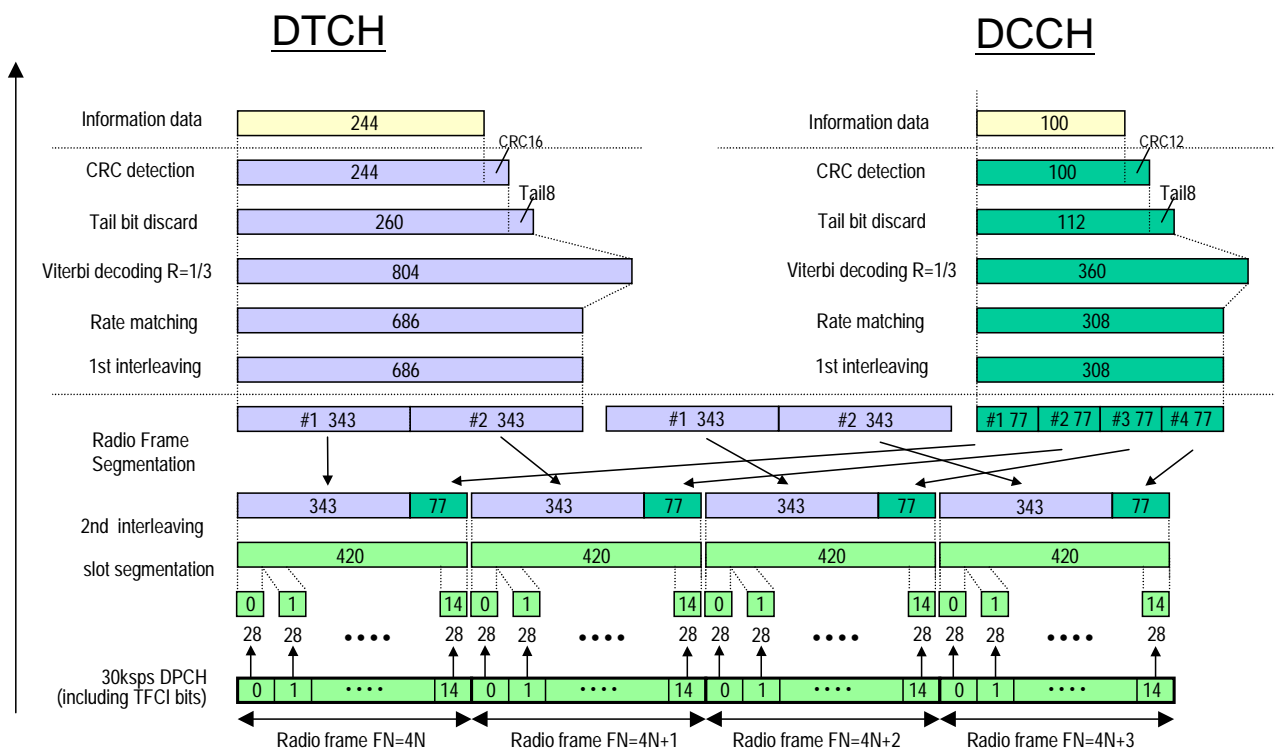 DTCH DCCH
Information data 244 Information data 100
CRC16 CRC12
CRC detection 244 CRC detection 100
Tail8 Tail8
Tail bit discard 260 Tail bit discard 112
Viterbi decoding R=1/3 804 Viterbi decoding R=1/3 360
Rate matching 686 Rate matching 308
1st interleaving 686 1st interleaving 308
#1 343 #2 343 #1 343 #2 343 #1 77 #2 77 #3 77 #4 77
Radio Frame
Segmentation
343 77 343 77 343 77 343 77
2nd interleaving
420 420 420 420
slot segmentation
0 1 14 0 1 14 0 1 14 0 1 14
28 28 •••• 28 28 28 •••• 28 28 28 •••• 28 28 28 •••• 28
30ksps DPCH
(including TFCI bits)
0 1 •••• 14 0 1 •••• 14 0 1 •••• 14 0 1 •••• 14
Radio frame FN=4N Radio frame FN=4N+1 Radio frame FN=4N+2 Radio frame FN=4N+3